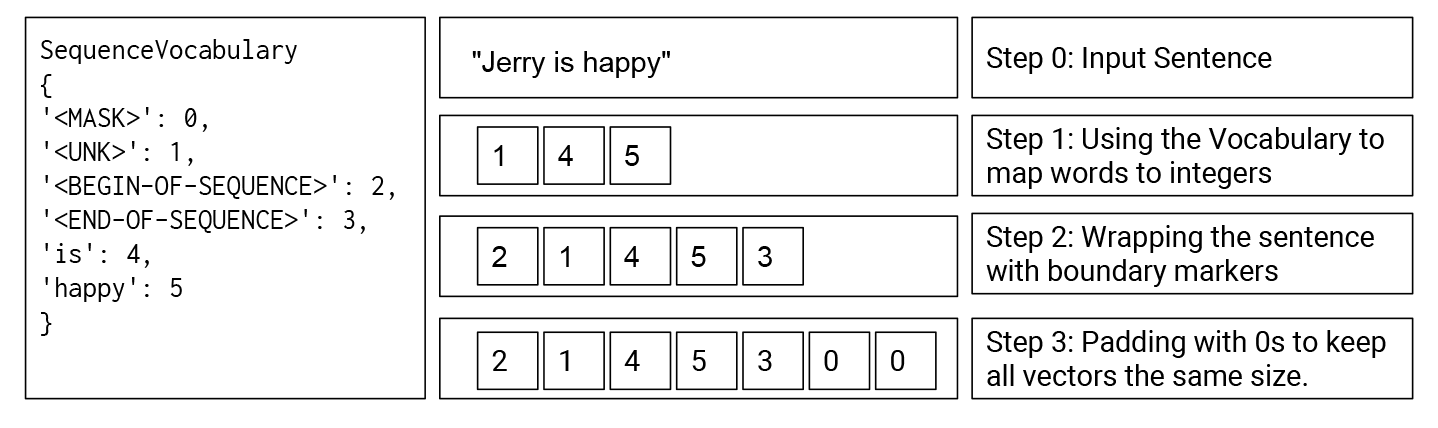 SequenceVocabulary
{
'<MASK>': 0,
'<UNK>': 1,
'<BEGIN-OF-SEQUENCE>': 2,
'<END-OF-SEQUENCE>': 3,
'is': 4,
'happy': 5
}
"Jerry is happy"
Step 0: Input Sentence
1 4 5
Step 1: Using the Vocabulary to
map words to integers
2 1 4 5 3
Step 2: Wrapping the sentence
with boundary markers
2 1 4 5 3 0 0
Step 3: Padding with 0s to keep
all vectors the same size.